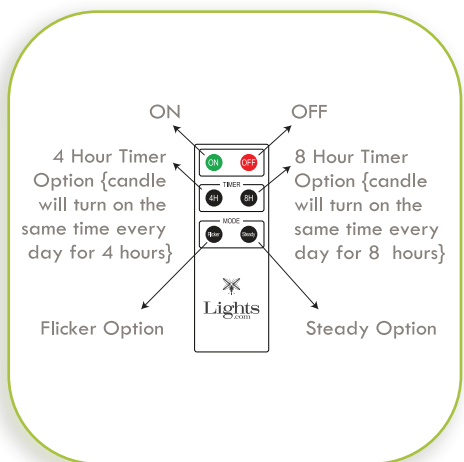 ON
OFF
4 Hour Timer
Option {candle
will turn on the
same time every
day for 4 hours}
8 Hour Timer
Option {candle
will turn on the
same time every
day for 8 hours}
ON
OFF
TIMER
4H
8H
MODE
Flicker
Steady
Lights
.com
Flicker Option
Steady Option